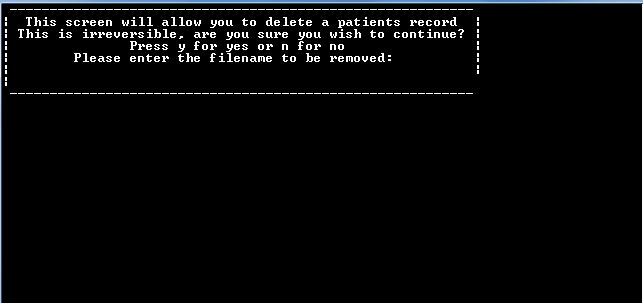 This screen will allow you to delete a patients record
This is irreversible, are you sure you wish to continue?
Press y for yes or n for no
Please enter the filename to be removed: